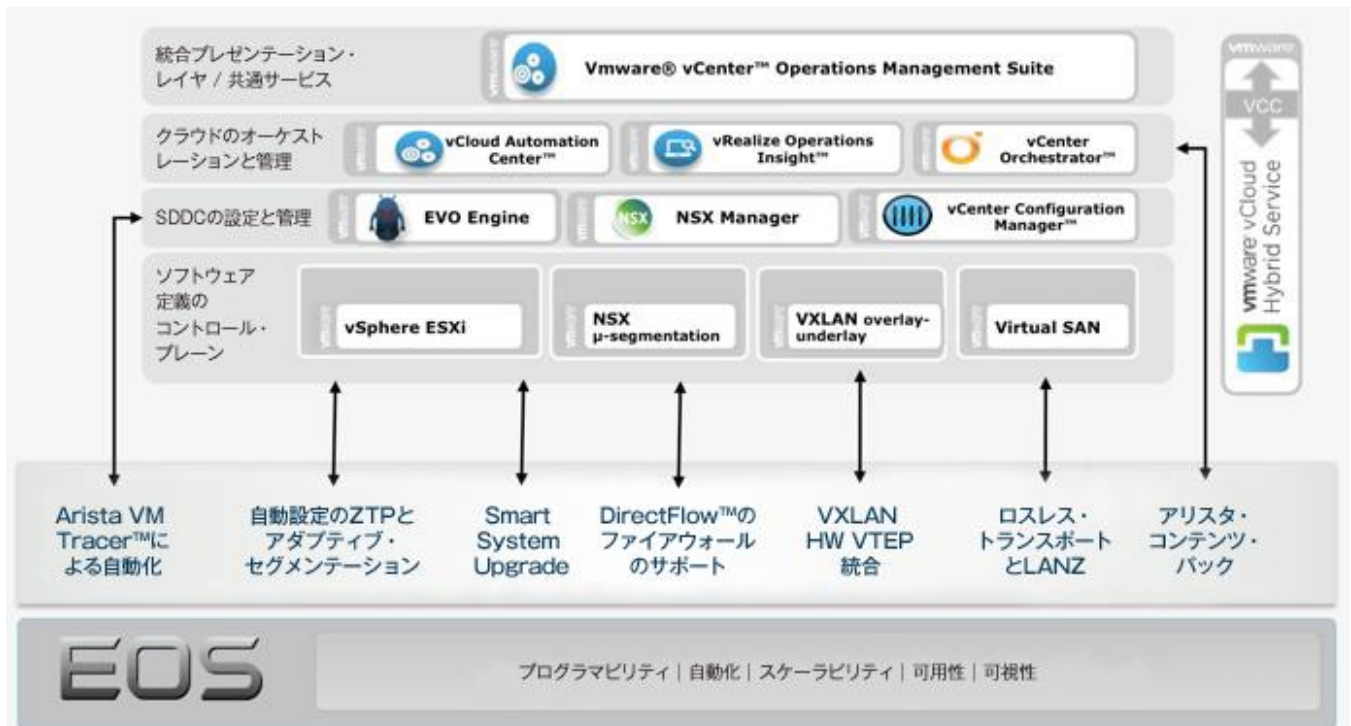 統合プレゼンテーション・
レイヤ / 共通サービス
vmware
Vmware® vCenter™ Operations Management Suite
クラウドのオーケスト
レーションと管理
vmware
vCloud Automation
Center™
vmware
vRealize Operations
Insight™
vmware
vCenter
Orchestrator™
SDDCの設定と管理
vmware
EVO Engine
vmware
NSX
NSX Manager
vmware
vCenter Configuration
Manager™
ソフトウェア
定義の
コントロール・
プレーン
vmware
vSphere ESXi
vmware
NSX
μ-segmentation
vmware
VXLAN overlay-
underlay
vmware
Virtual SAN
vmware
VCC
vmware vCloud
Hybrid Service
Arista VM
Tracer™に
よる自動化
自動設定のZTPと
アダプティブ・
セグメンテーション
Smart
System
Upgrade
DirectFlow™の
ファイアウォール
のサポート
VXLAN
HW VTEP
統合
ロスレス・
トランスポート
とLANZ
アリスタ・
コンテンツ・
パック
EOS
プログラマビリティ | 自動化 | スケーラビリティ | 可用性 | 可視性